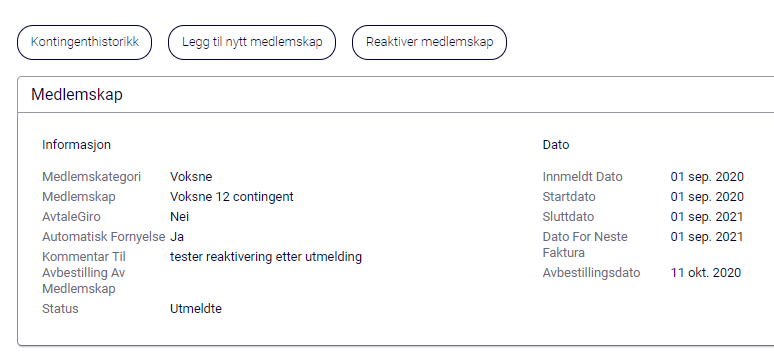 Kontingenthistorikk
Legg til nytt medlemskap
Reaktiver medlemskap
Medlemskap
Informasjon
Medlemskategori Voksne
Medlemskap Voksne 12 contingent
AvtaleGiro Nei
Automatisk Fornyelse Ja
Kommentar Til tester reaktivering etter utmelding
Avbestilling Av
Medlemskap
Status Utmeldte
Dato
Innmeldt Dato 01 sep. 2020
Startdato 01 sep. 2020
Sluttdato 01 sep. 2021
Dato For Neste 01 sep. 2021
Faktura
Avbestillingsdato 11 okt. 2020